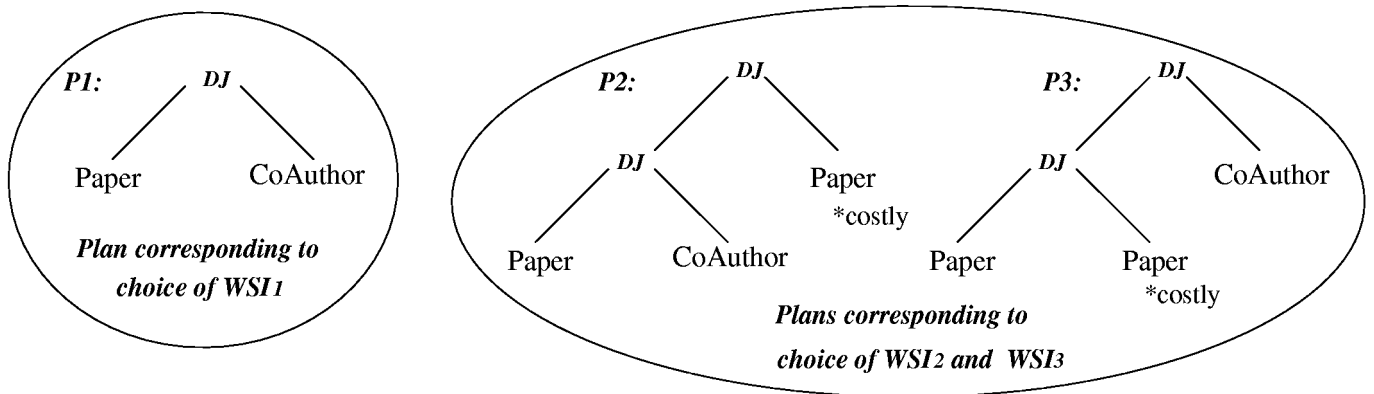 P1: DJ
Paper CoAuthor
Plan corresponding to
choice of WSI1
P2: DJ
DJ Paper
*costly
Paper CoAuthor
P3: DJ
DJ CoAuthor
Paper Paper
*costly
Plans corresponding to
choice of WSI2 and WSI3